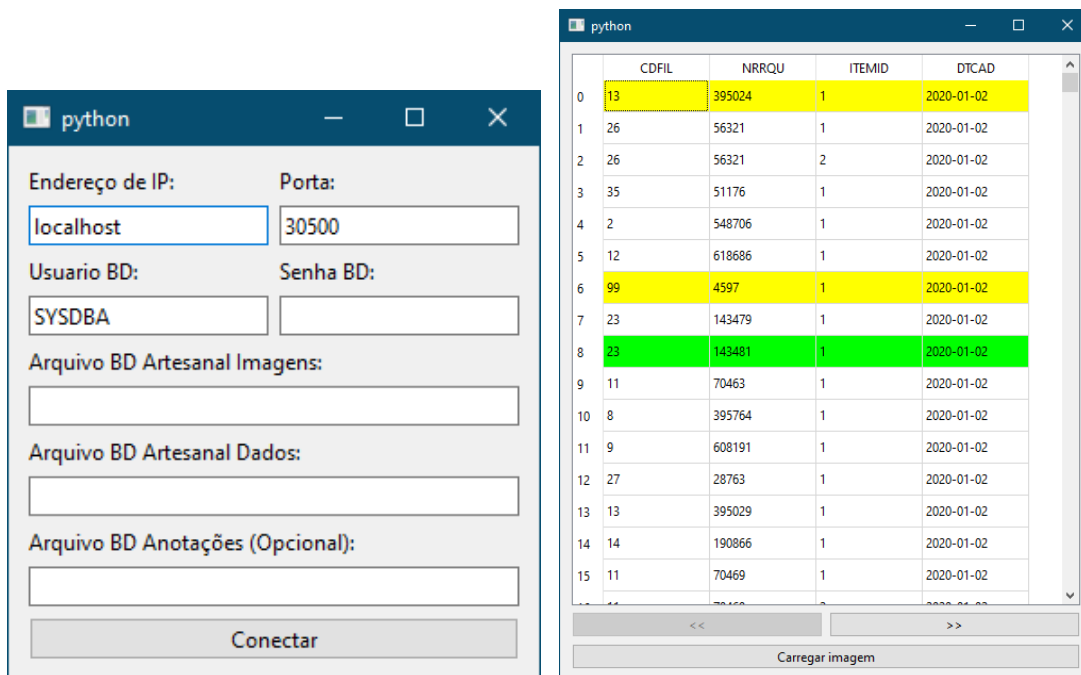 python
Endereço de IP: Porta:
localhost 30500
Usuario BD: Senha BD:
SYSDBA
Arquivo BD Artesanal Imagens:
Arquivo BD Artesanal Dados:
Arquivo BD Anotações (Opcional):
Conectar
python
CDFIL NRRQU ITEMID DTCAD
0 13 395024 1 2020-01-02
1 26 56321 1 2020-01-02
2 26 56321 2 2020-01-02
3 35 51176 1 2020-01-02
4 2 548706 1 2020-01-02
5 12 618686 1 2020-01-02
6 99 4597 1 2020-01-02
7 23 143479 1 2020-01-02
8 23 143481 1 2020-01-02
9 11 70463 1 2020-01-02
10 8 395764 1 2020-01-02
11 9 608191 1 2020-01-02
12 27 28763 1 2020-01-02
13 13 395029 1 2020-01-02
14 14 190866 1 2020-01-02
15 11 70469 1 2020-01-02
<< >>
Carregar imagem